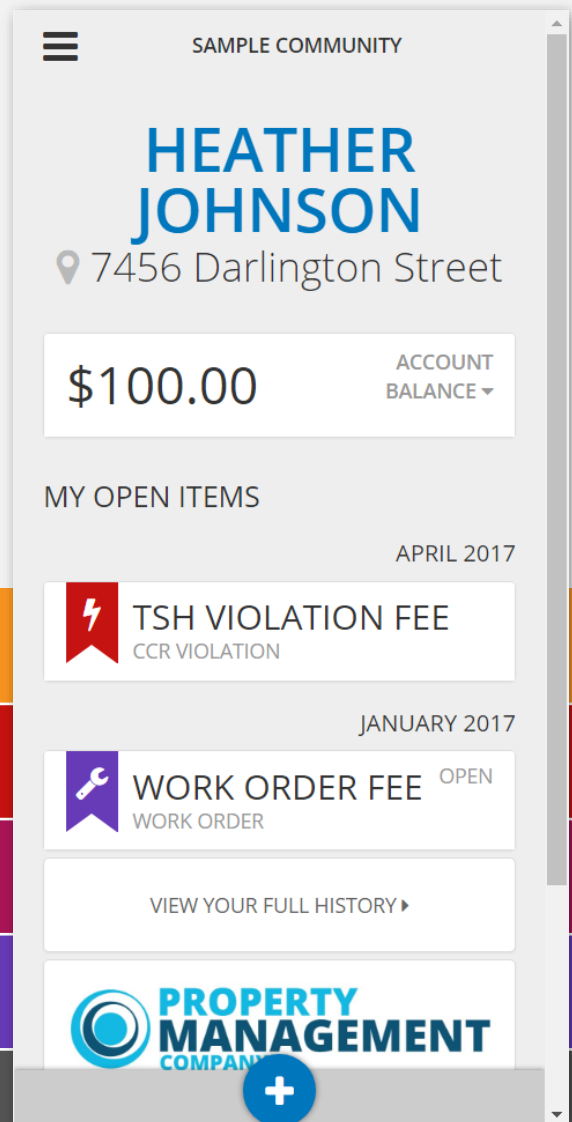 SAMPLE COMMUNITY
HEATHER
JOHNSON
7456 Darlington Street
$100.00
ACCOUNT
BALANCE
MY OPEN ITEMS
APRIL 2017
TSH VIOLATION FEE
CCR VIOLATION
JANUARY 2017
WORK ORDER FEE
OPEN
WORK ORDER
VIEW YOUR FULL HISTORY
PROPERTY
MANAGEMENT
COMPANY